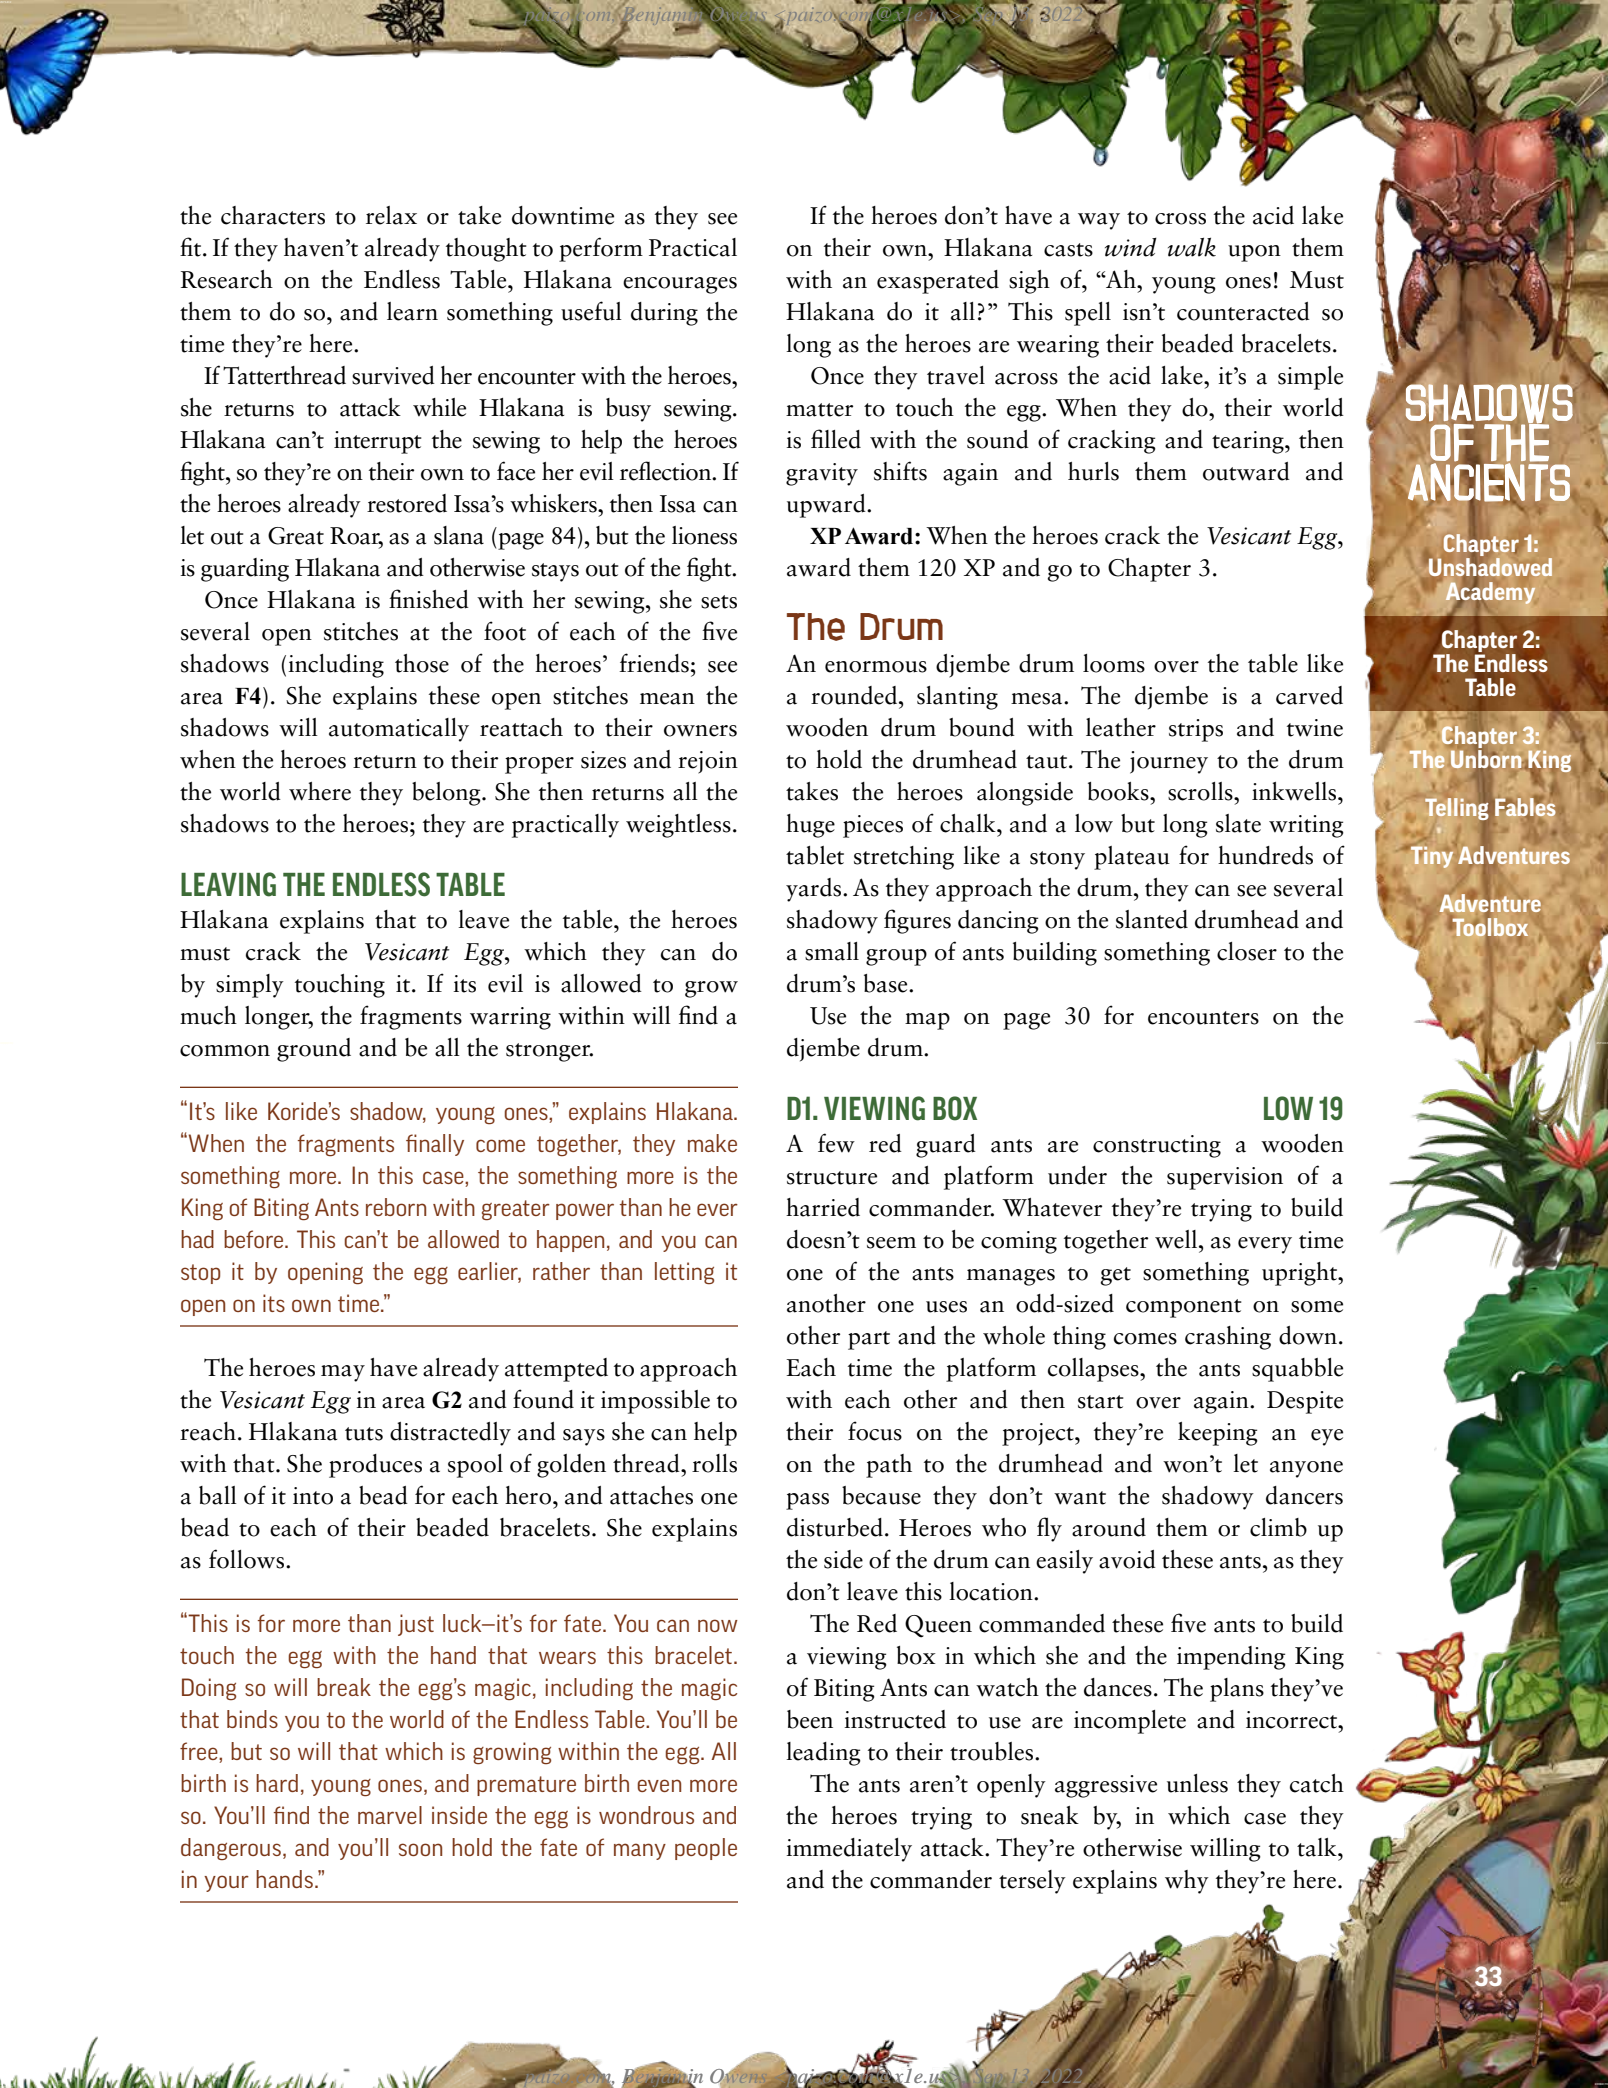 paizo.com, Benjamin Owens <paizo.com@x1e.us>, Sep 13, 2022
the characters to relax or take downtime as they see
fit. If they haven't already thought to perform Practical
Research on the Endless Table, Hlakana encourages
them to do so, and learn something useful during the
time they're here.
If Tatterthread survived her encounter with the heroes,
she returns to attack while Hlakana is busy sewing.
Hlakana can't interrupt the sewing to help the heroes
fight, so they're on their own to face her evil reflection. If
the heroes already restored Issa's whiskers, then Issa can
let out a Great Roar, as a slana (page 84), but the lioness
is guarding Hlakana and otherwise stays out of the fight.
Once Hlakana is finished with her sewing, she sets
several open stitches at the foot of each of the five
shadows (including those of the heroes' friends; see
area F4). She explains these open stitches mean the
shadows will automatically reattach to their owners
when the heroes return to their proper sizes and rejoin
the world where they belong. She then returns all the
shadows to the heroes; they are practically weightless.
LEAVING THE ENDLESS TABLE
Hlakana explains that to leave the table, the heroes
must crack the Vesicant Egg, which they can do
by simply touching it. If its evil is allowed to grow
much longer, the fragments warring within will find a
common ground and be all the stronger.
“It's like Koride's shadow, young ones,” explains Hlakana.
“When the fragments finally come together, they make
something more. In this case, the something more is the
King of Biting Ants reborn with greater power than he ever
had before. This can't be allowed to happen, and you can
stop it by opening the egg earlier, rather than letting it
open on its own time.”
The heroes may have already attempted to approach
the Vesicant Egg in area G2 and found it impossible to
reach. Hlakana tuts distractedly and says she can help
with that. She produces a spool of golden thread, rolls
a ball of it into a bead for each hero, and attaches one
bead to each of their beaded bracelets. She explains
as follows.
“This is for more than just luck—it's for fate. You can now
touch the egg with the hand that wears this bracelet.
Doing so will break the egg's magic, including the magic
that binds you to the world of the Endless Table. You'll be
free, but so will that which is growing within the egg. All
birth is hard, young ones, and premature birth even more
so. You'll find the marvel inside the egg is wondrous and
dangerous, and you'll soon hold the fate of many people
in your hands.”
If the heroes don't have a way to cross the acid lake
on their own, Hlakana casts wind walk upon them
with an exasperated sigh of, “Ah, young ones! Must
Hlakana do it all?” This spell isn't counteracted so
long as the heroes are wearing their beaded bracelets.
Once they travel across the acid lake, it's a simple
matter to touch the egg. When they do, their world
is filled with the sound of cracking and tearing, then
gravity shifts again and hurls them outward and
upward.
XP Award: When the heroes crack the Vesicant Egg,
award them 120 XP and go to Chapter 3.
The Drum
An enormous djembe drum looms over the table like
a rounded, slanting mesa. The djembe is a carved
wooden drum bound with leather strips and twine
to hold the drumhead taut. The journey to the drum
takes the heroes alongside books, scrolls, inkwells,
huge pieces of chalk, and a low but long slate writing
tablet stretching like a stony plateau for hundreds of
yards. As they approach the drum, they can see several
shadowy figures dancing on the slanted drumhead and
a small group of ants building something closer to the
drum's base.
Use the map on page 30 for encounters on the
djembe drum.
D1. VIEWING BOX LOW 19
A few red guard ants are constructing a wooden
structure and platform under the supervision of a
harried commander. Whatever they're trying to build
doesn't seem to be coming together well, as every time
one of the ants manages to get something upright,
another one uses an odd-sized component on some
other part and the whole thing comes crashing down.
Each time the platform collapses, the ants squabble
with each other and then start over again. Despite
their focus on the project, they're keeping an eye
on the path to the drumhead and won't let anyone
pass because they don't want the shadowy dancers
disturbed. Heroes who fly around them or climb up
the side of the drum can easily avoid these ants, as they
don't leave this location.
The Red Queen commanded these five ants to build
a viewing box in which she and the impending King
of Biting Ants can watch the dances. The plans they've
been instructed to use are incomplete and incorrect,
leading to their troubles.
The ants aren't openly aggressive unless they catch
the heroes trying to sneak by, in which case they
immediately attack. They're otherwise willing to talk,
and the commander tersely explains why they're here.
SHADOWS
OF THE
ANCIENTS
Chapter 1:
Unshadowed
Academy
Chapter 2:
The Endless
Table
Chapter 3:
The Unborn King
Telling Fables
Tiny Adventures
Adventure
Toolbox
33
paizo.com, Benjamin Owens <paizo.com@x1e.us>, Sep 13, 2022